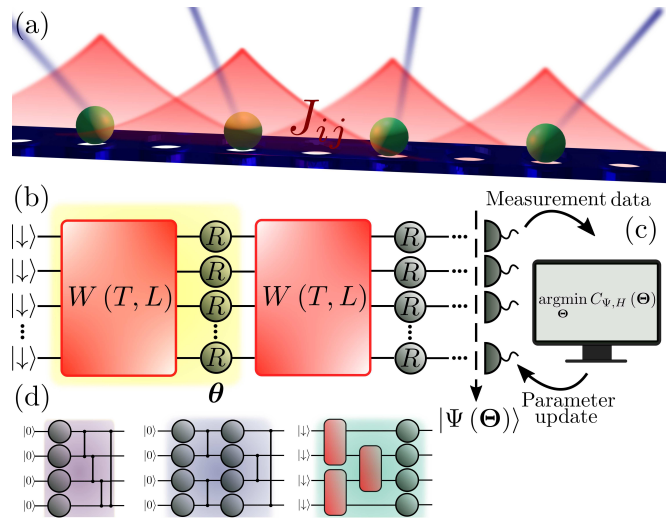 (a)
J_{ij}
(b)
Measurement data
(c)
|↓⟩ R R ...
|↓⟩ R R ...
W (T, L) W (T, L)
|↓⟩ R R ...
⋮ ⋮ ⋮
|↓⟩ R R ...
argmin C_{Ψ,H} (Θ)
Θ
θ
|Ψ (Θ)⟩
Parameter
update
(d)
|0⟩ |0⟩ |↓⟩
|0⟩ |0⟩ |↓⟩
|0⟩ |0⟩ |↓⟩
|0⟩ |0⟩ |↓⟩